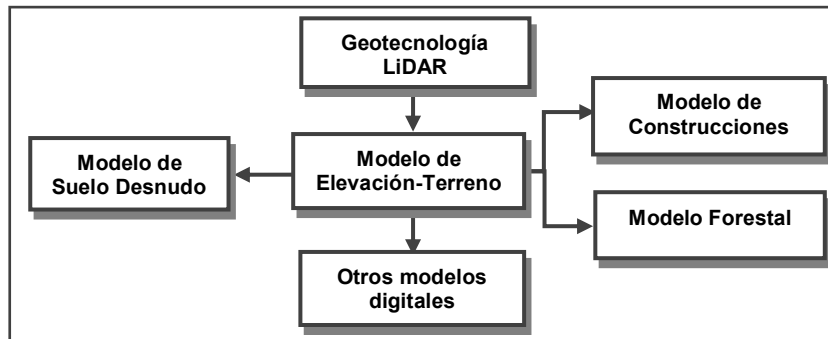 Geotecnología
LiDAR
Modelo de
Construcciones
Modelo de
Suelo Desnudo
Modelo de
Elevación-Terreno
Modelo Forestal
Otros modelos
digitales